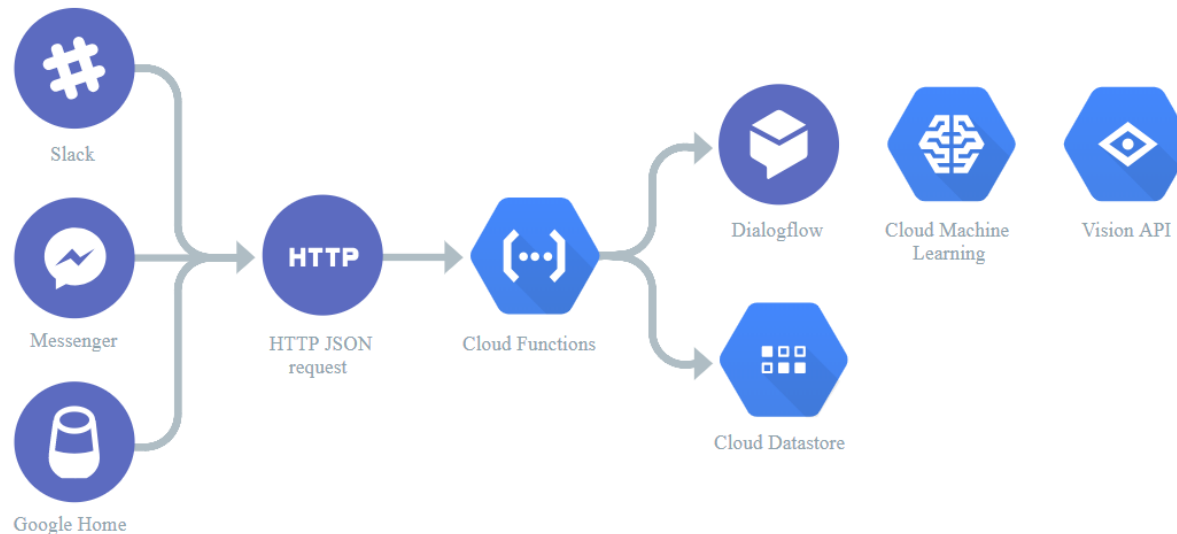 Slack
Messenger
Google Home
HTTP
HTTP JSON
request
Cloud Functions
Dialogflow
Cloud Machine
Learning
Vision API
Cloud Datastore